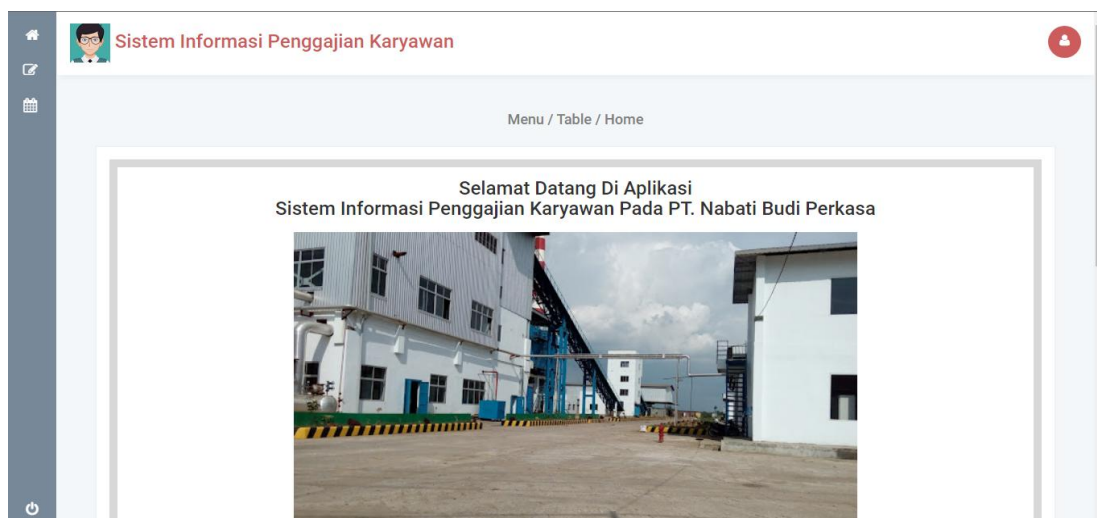 Sistem Informasi Penggajian Karyawan
Menu / Table / Home
Selamat Datang Di Aplikasi
Sistem Informasi Penggajian Karyawan Pada PT. Nabati Budi Perkasa